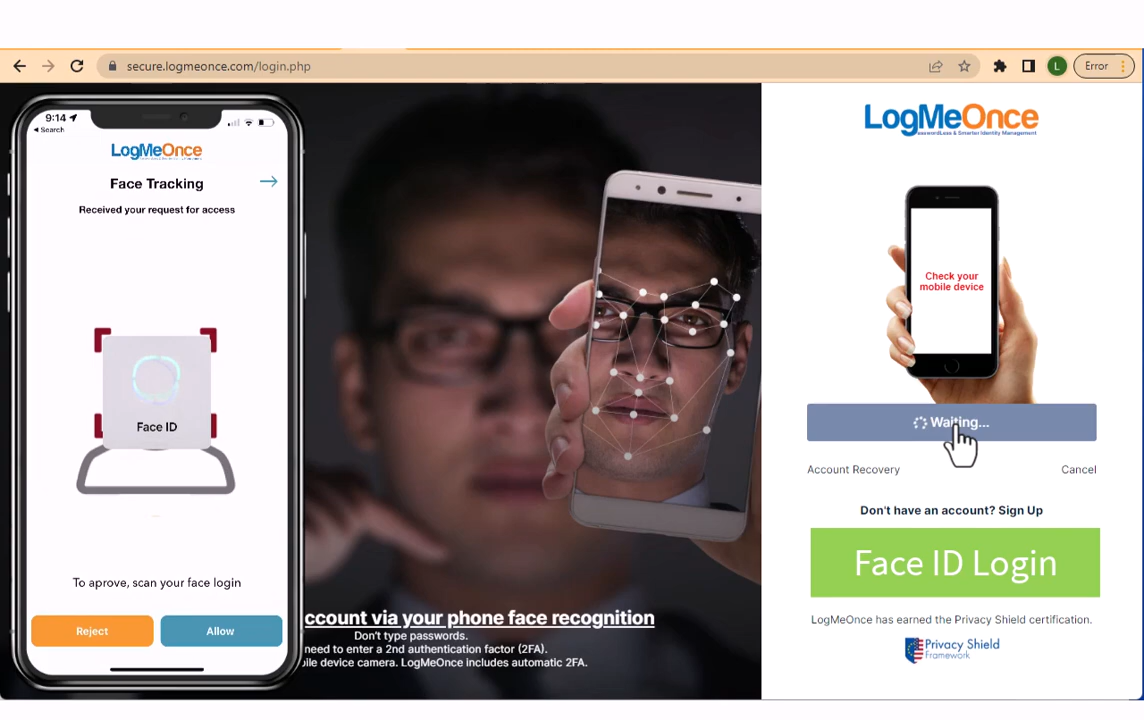 secure.logmeonce.com/login.php
L
Error
9:14
Search
LogMeOnce
Face Tracking
Received your request for access
Face ID
To aprove, scan your face login
Reject
Allow
ccount via your phone face recognition
Don't type passwords.
need to enter a 2nd authentication factor (2FA).
ile device camera. LogMeOnce includes automatic 2FA.
LogMeOnce
PasswordLess & Smarter Identity Management
Check your
mobile device
Waiting...
Account Recovery
Cancel
Don't have an account? Sign Up
Face ID Login
LogMeOnce has earned the Privacy Shield certification.
Privacy Shield
Framework